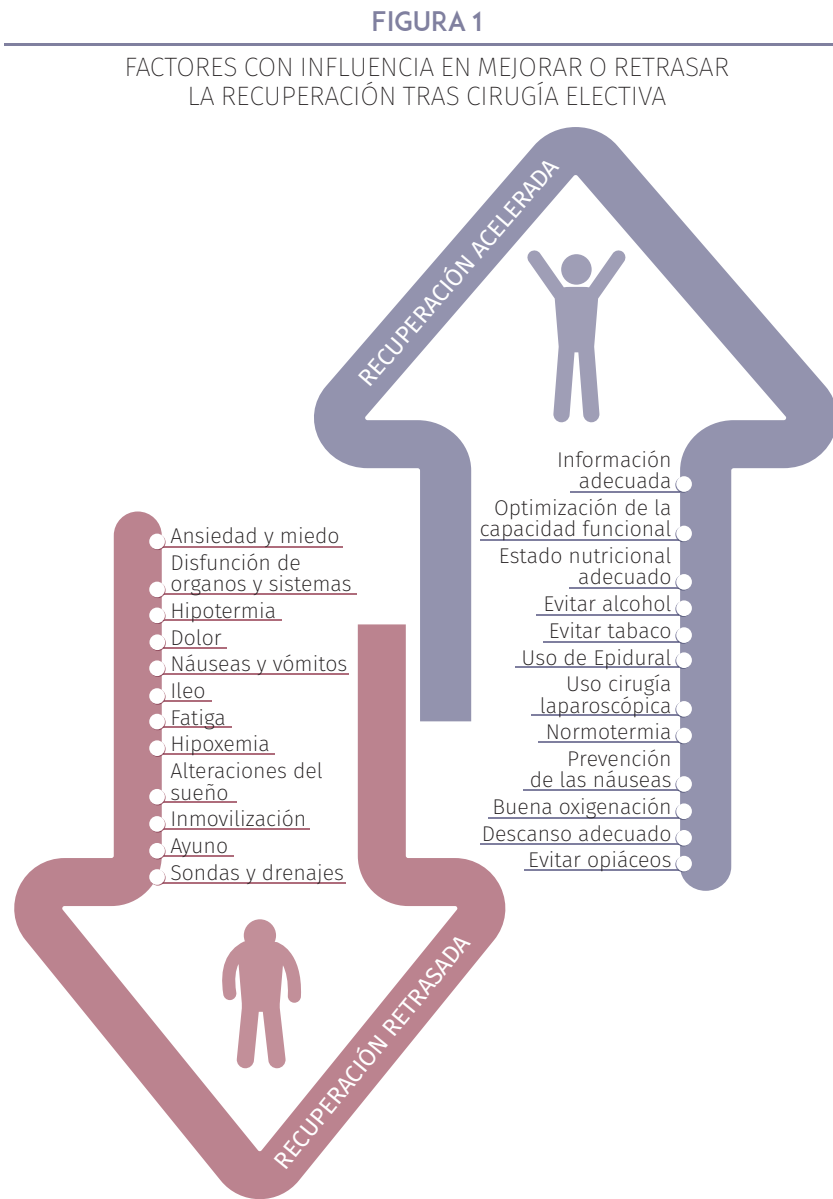 FIGURA 1
FACTORES CON INFLUENCIA EN MEJORAR O RETRASAR
LA RECUPERACIÓN TRAS CIRUGÍA ELECTIVA
RECUPERACIÓN ACELERADA
Información
adecuada
Optimización de la
capacidad funcional
Estado nutricional
adecuado
Evitar alcohol
Evitar tabaco
Uso de Epidural
Uso cirugía
laparoscópica
Normotermia
Prevención
de las náuseas
Buena oxigenación
Descanso adecuado
Evitar opiáceos
Ansiedad y miedo
Disfunción de
organos y sistemas
Hipotermia
Dolor
Náuseas y vómitos
Ileo
Fatiga
Hipoxemia
Alteraciones del
sueño
Inmovilización
Ayuno
Sondas y drenajes
RECUPERACIÓN RETRASADA